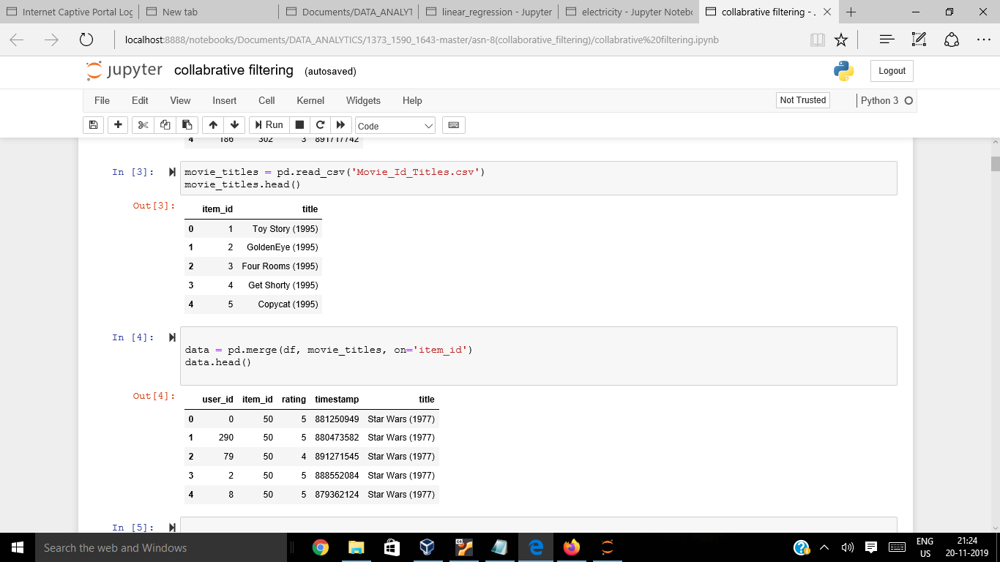 Internet Captive Portal Log
New tab
Documents/DATA_ANALYT
linear_regression - Jupyter
electricity - Jupyter Notebo
collabrative filtering - .
localhost:8888/notebooks/Documents/DATA_ANALYTICS/1373_1590_1643-master/asn-8(collaborative_filtering)/collabrative%20filtering.ipynb
jupyter collabrative filtering (autosaved)
Logout
File Edit View Insert Cell Kernel Widgets Help
Not Trusted
Python 3
Run
Code
4 186 302 3 891717742
In [3]:
movie_titles = pd.read_csv('Movie_Id_Titles.csv')
movie_titles.head()
Out[3]:
item_id title
0 1 Toy Story (1995)
1 2 GoldenEye (1995)
2 3 Four Rooms (1995)
3 4 Get Shorty (1995)
4 5 Copycat (1995)
In [4]:
data = pd.merge(df, movie_titles, on='item_id')
data.head()
Out[4]:
user_id item_id rating timestamp title
0 0 50 5 881250949 Star Wars (1977)
1 290 50 5 880473582 Star Wars (1977)
2 79 50 4 891271545 Star Wars (1977)
3 2 50 5 888552084 Star Wars (1977)
4 8 50 5 879362124 Star Wars (1977)
In [5]:
Search the web and Windows
64
ENG
US
21:24
20-11-2019